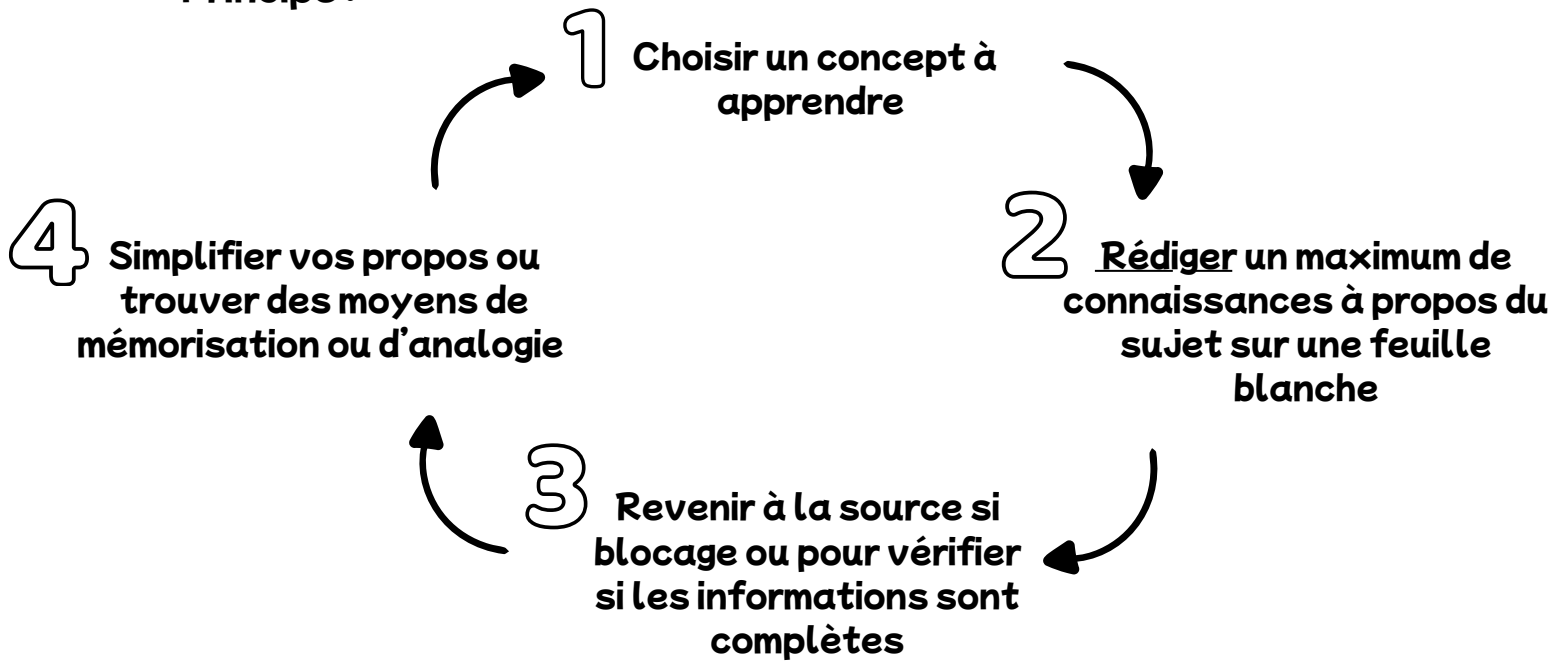 Principe :
1
Choisir un concept à
apprendre
2
Rédiger un maximum de
connaissances à propos du
sujet sur une feuille
blanche
3
Revenir à la source si
blocage ou pour vérifier
si les informations sont
complètes
4
Simplifier vos propos ou
trouver des moyens de
mémorisation ou d’analogie